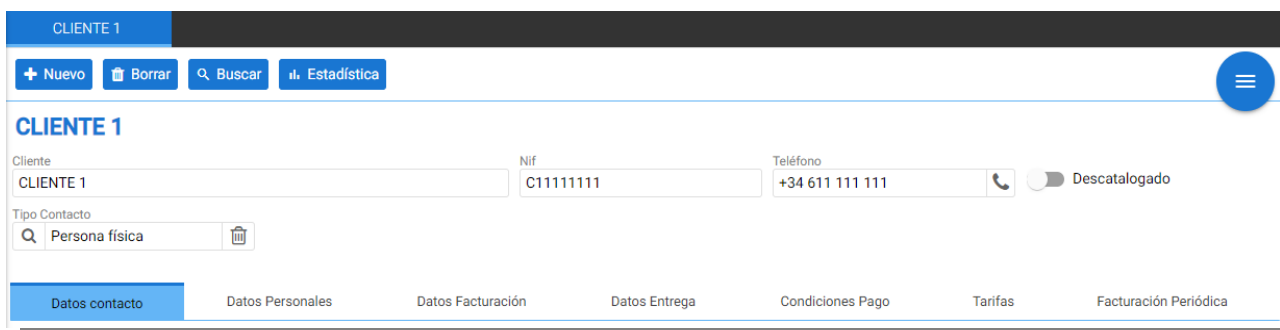 CLIENTE 1
Nuevo Borrar Buscar Estadística
CLIENTE 1
Cliente Nif Teléfono
CLIENTE 1 C11111111 +34 611 111 111 Descatalogado
Tipo Contacto
Persona física
Datos contacto Datos Personales Datos Facturación Datos Entrega Condiciones Pago Tarifas Facturación Periódica